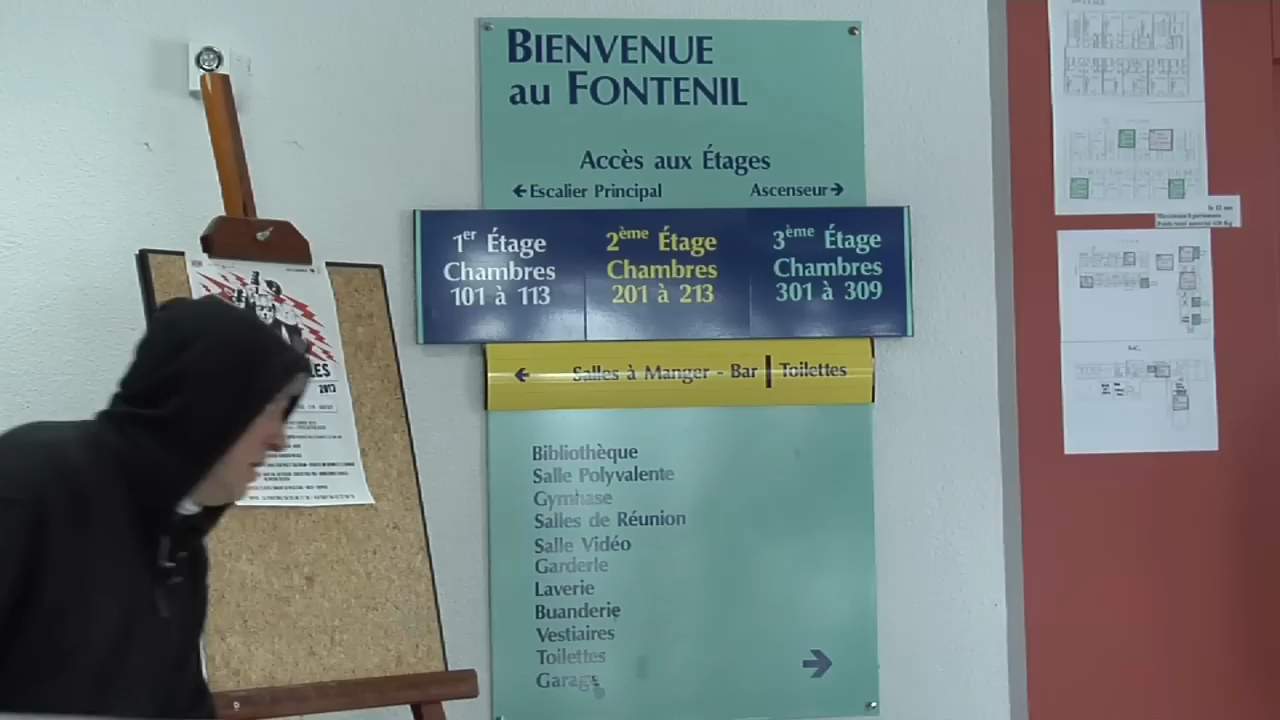 BIENVENUE
au FONTENIL
Accès aux Étages
←Escalier Principal Ascenseur→
1er Étage
Chambres
101 à 113
2ème Étage
Chambres
201 à 213
3ème Étage
Chambres
301 à 309
← Salles à Manger - Bar | Toilettes
Bibliothèque
Salle Polyvalente
Gymnase
Salles de Réunion
Salle Vidéo
Garderie
Laverie
Buanderie
Vestiaires
Toilettes →
Garage
LES
2013